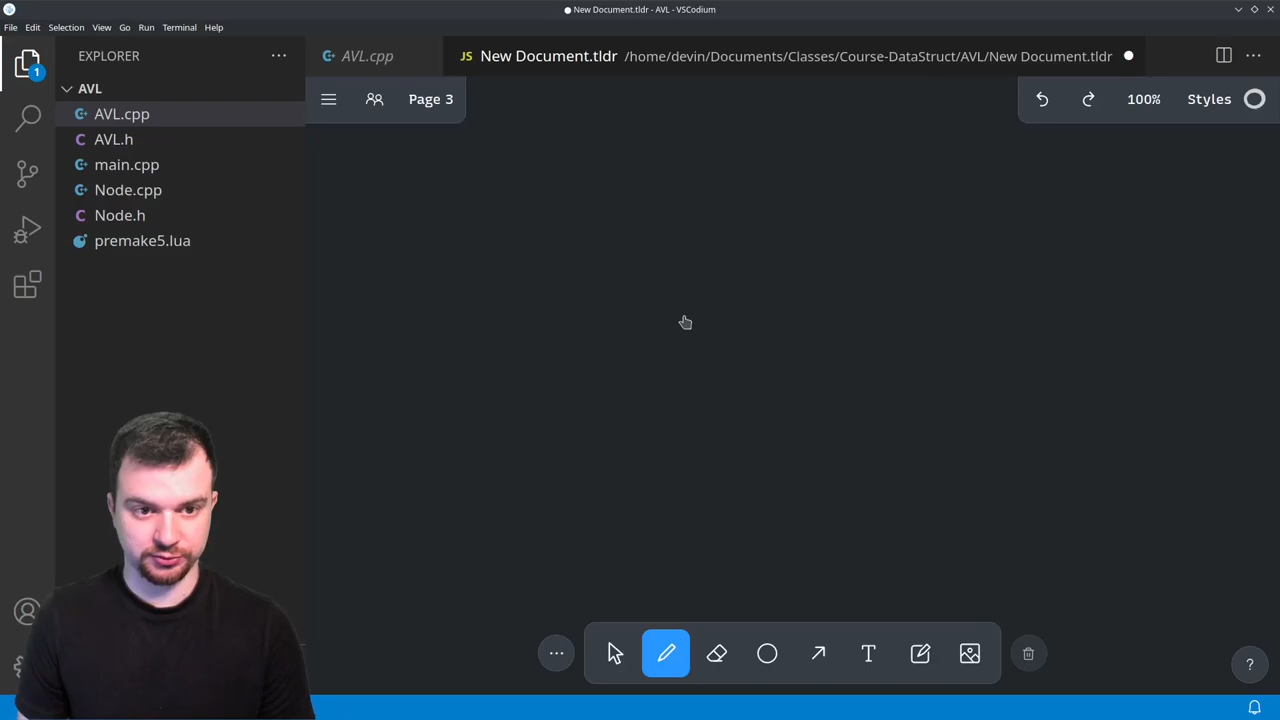 New Document.tldr - AVL - VSCodium
File Edit Selection View Go Run Terminal Help
EXPLORER
AVL.cpp
JS New Document.tldr /home/devin/Documents/Classes/Course-DataStruct/AVL/New Document.tldr
1
AVL
AVL.cpp
C AVL.h
main.cpp
Node.cpp
C Node.h
premake5.lua
Page 3
100%
Styles
T
?